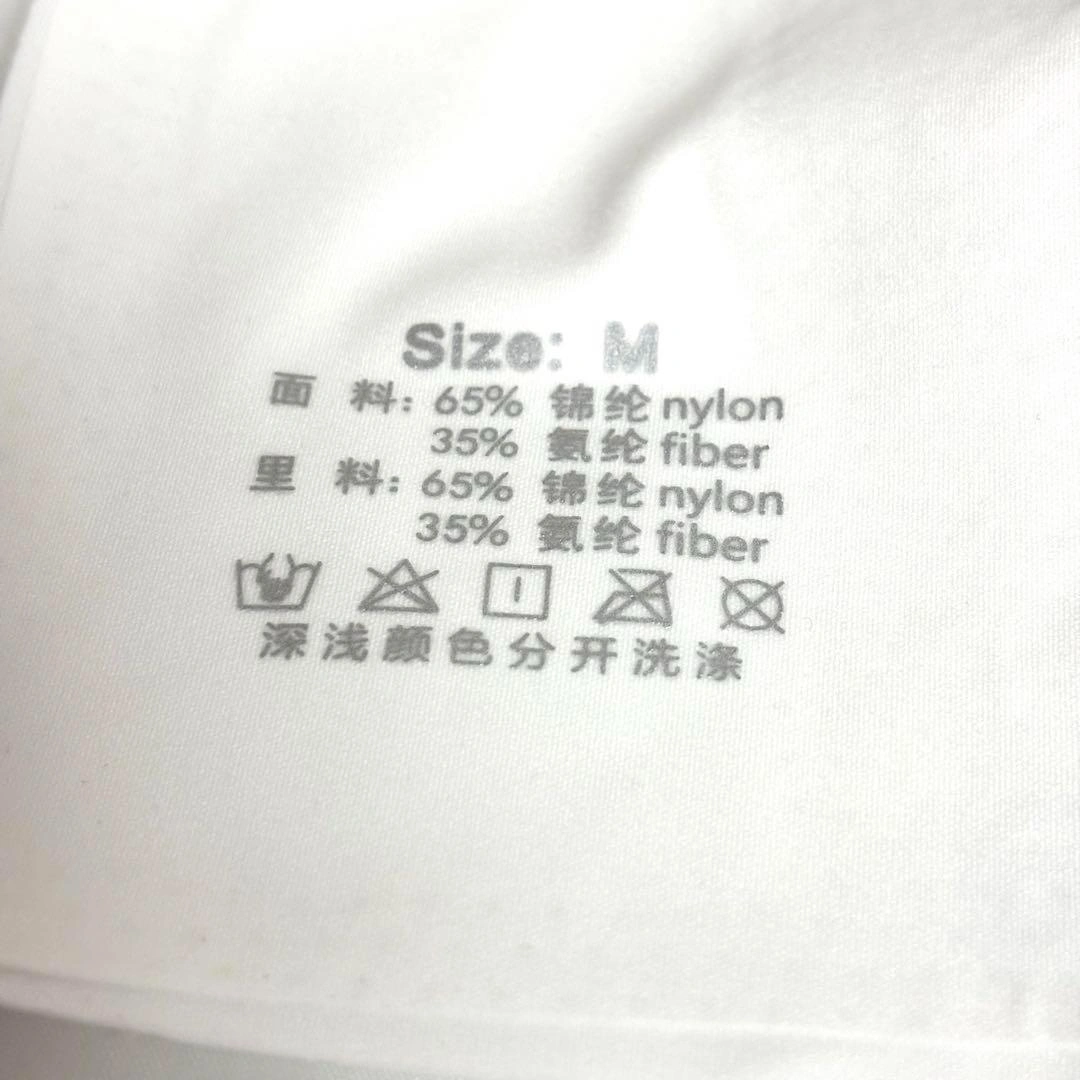 Size: M
面 料: 65% 锦纶 nylon
35% 氨纶 fiber
里 料: 65% 锦纶 nylon
35% 氨纶 fiber
深浅颜色分开洗涤